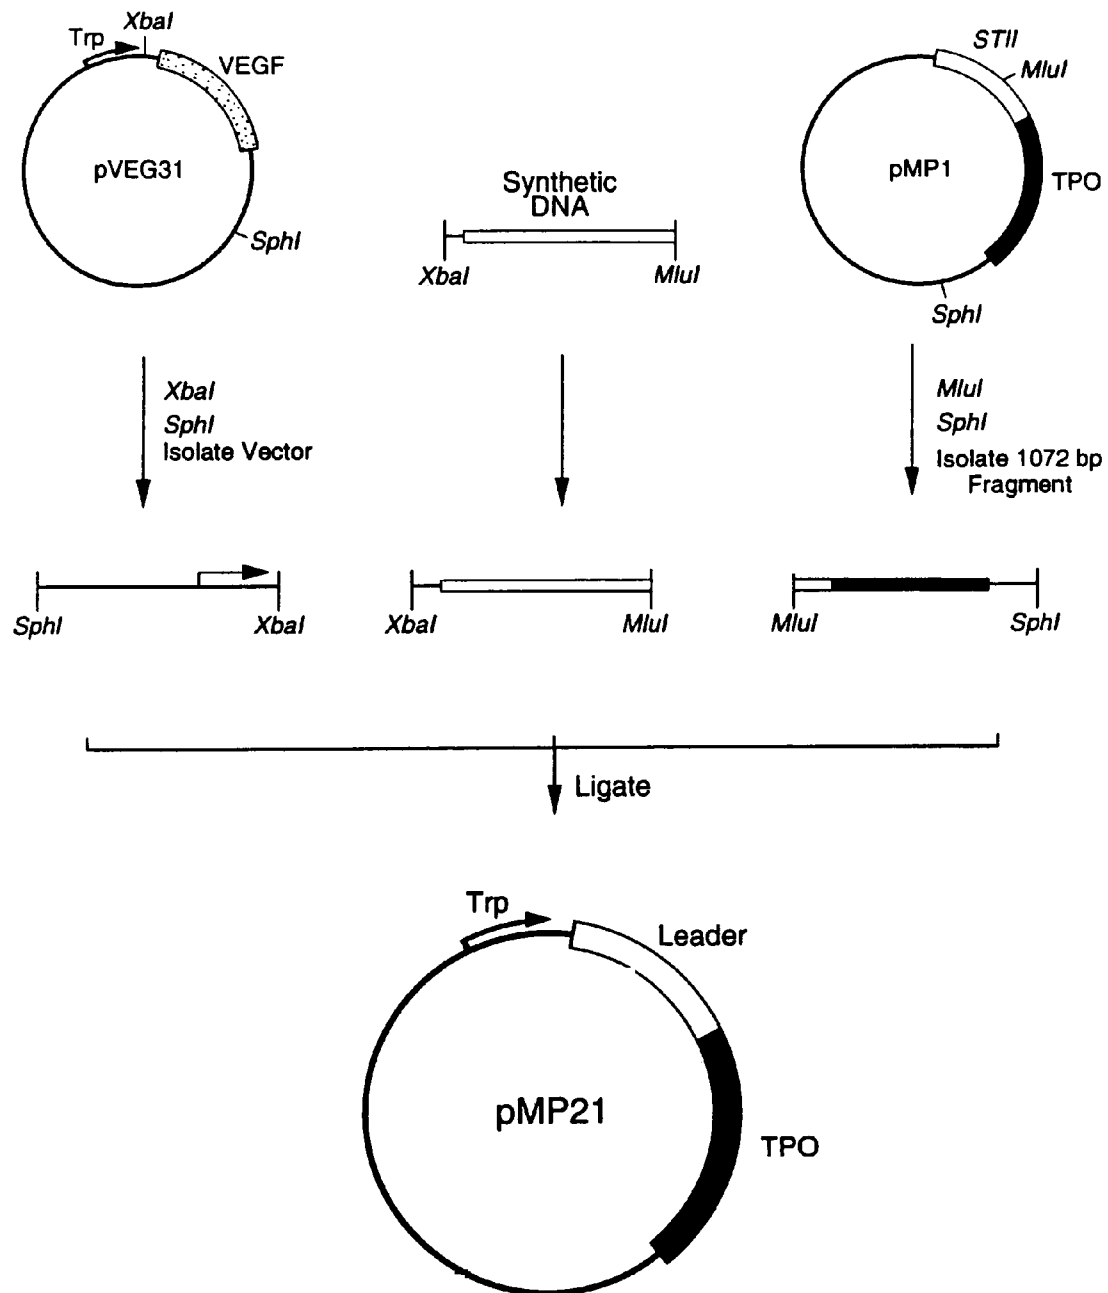 XbaI
Trp
VEGF
pVEG31
SphI
Synthetic
DNA
XbaI
MluI
STII
MluI
pMP1
TPO
SphI
XbaI
SphI
Isolate Vector
MluI
SphI
Isolate 1072 bp
Fragment
SphI
XbaI
XbaI
MluI
MluI
SphI
Ligate
Trp
Leader
pMP21
TPO